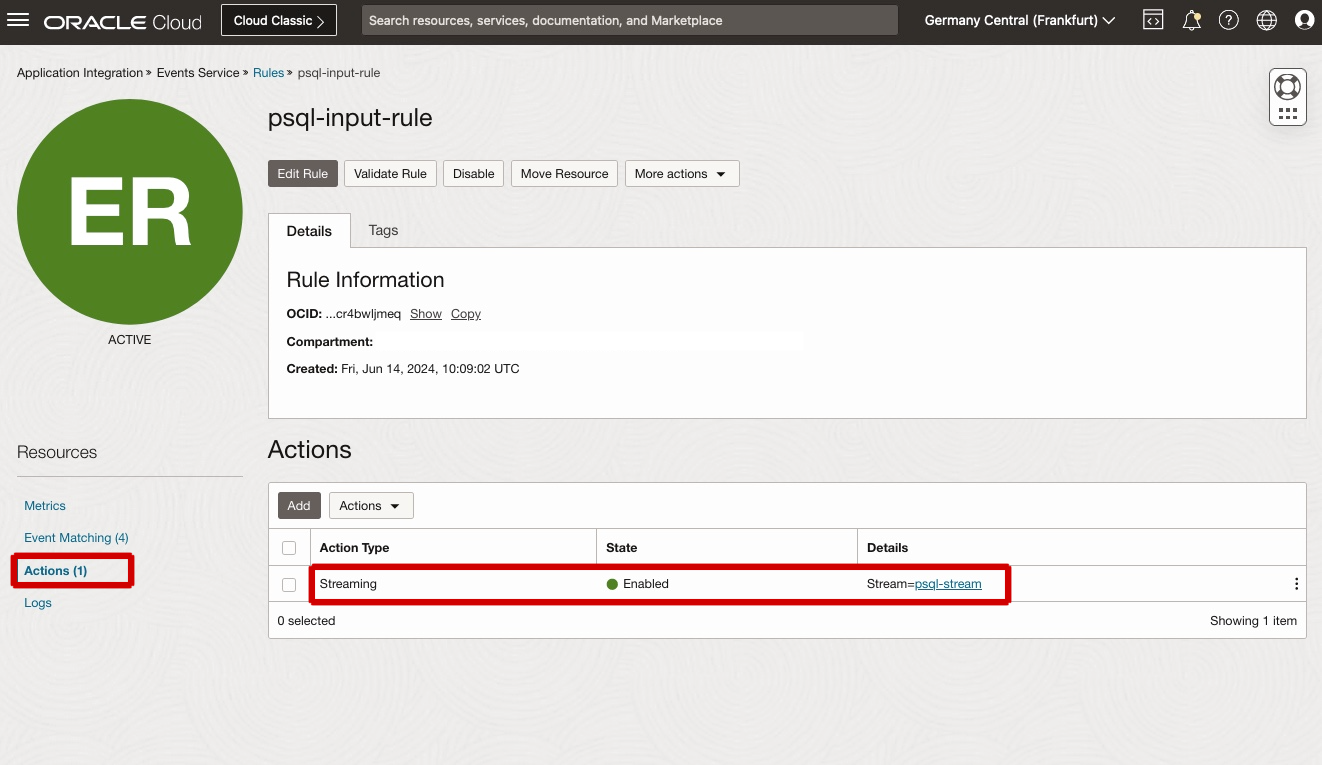 ORACLE Cloud Cloud Classic Search resources, services, documentation, and Marketplace Germany Central (Frankfurt)
Application Integration » Events Service » Rules » psql-input-rule
ER
ACTIVE
psql-input-rule
Edit Rule Validate Rule Disable Move Resource More actions
Details Tags
Rule Information
OCID: ...cr4bwljmeq Show Copy
Compartment:
Created: Fri, Jun 14, 2024, 10:09:02 UTC
Resources
Metrics
Event Matching (4)
Actions (1)
Logs
Actions
Add Actions
Action Type State Details
Streaming Enabled Stream=psql-stream
0 selected Showing 1 item